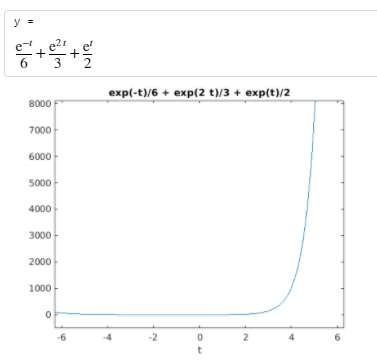 y =
e^-t/6 + e^2t/3 + e^t/2
exp(-t)/6 + exp(2 t)/3 + exp(t)/2
8000
7000
6000
5000
4000
3000
2000
1000
0
-6 -4 -2 0 2 4 6
t